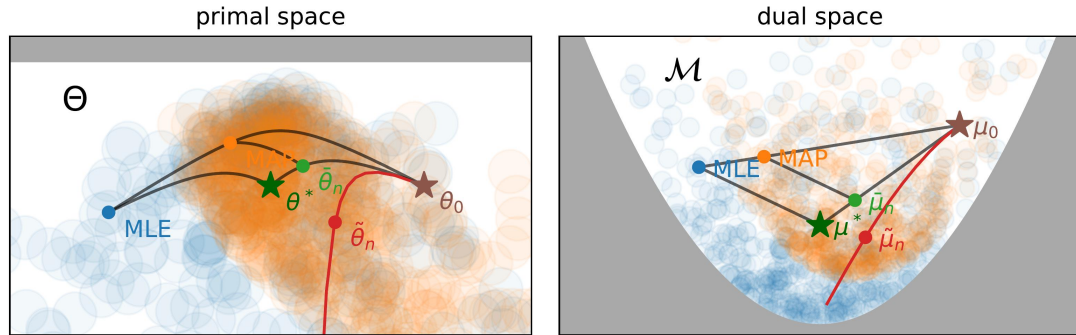 primal space
Θ
MAP
θ̄ₙ
θ*
θ₀
MLE
θ̃ₙ
dual space
ℳ
μ₀
MAP
MLE
μ̄ₙ
μ*
μ̃ₙ